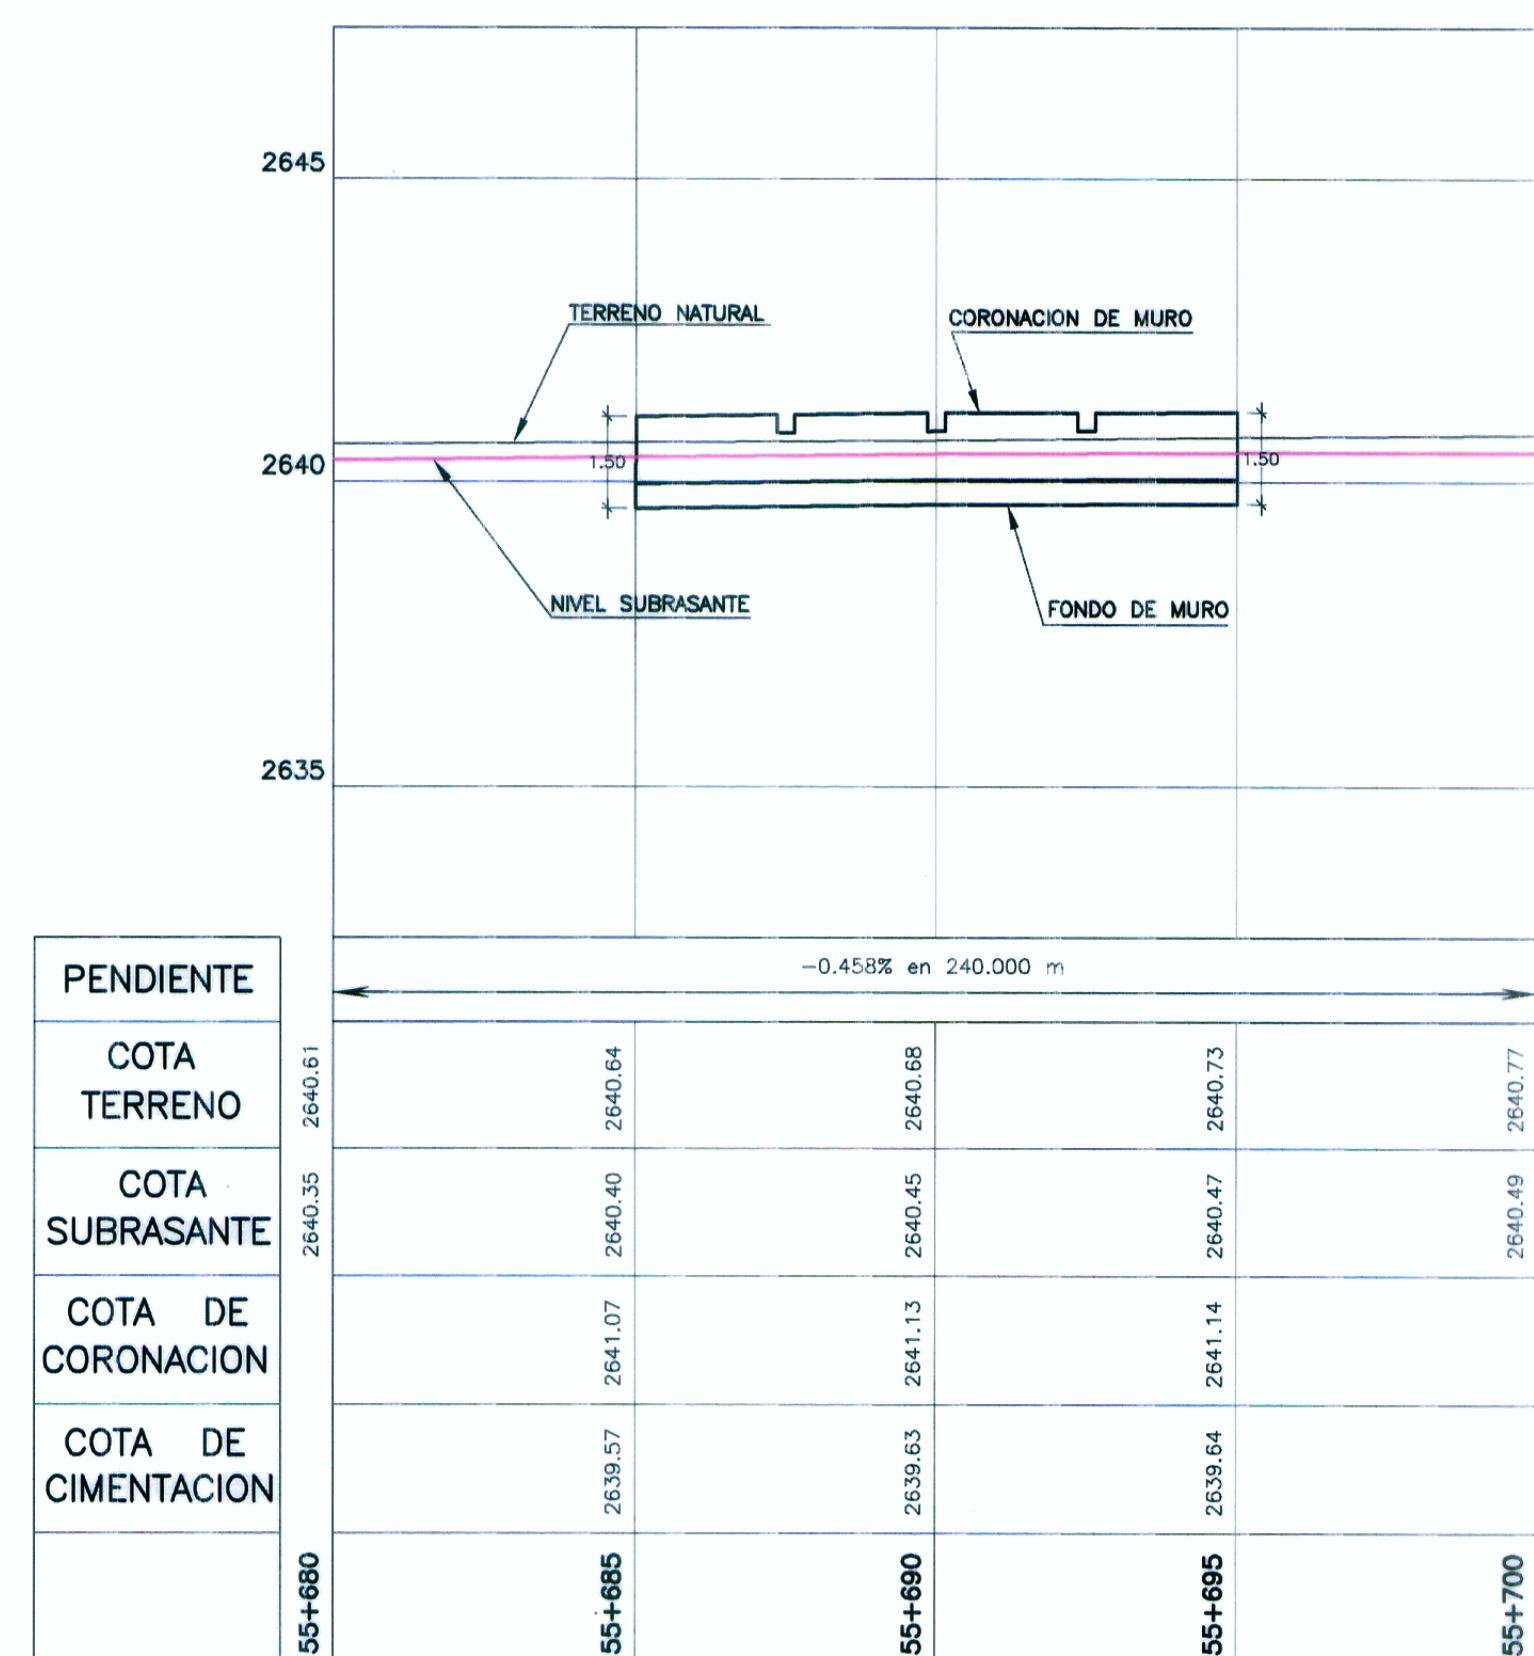 2645
TERRENO NATURAL
CORONACION DE MURO
2640
1.50
1.50
NIVEL SUBRASANTE
FONDO DE MURO
2635
PENDIENTE
-0.458% en 240.000 m
COTA
TERRENO
2640.61
2640.64
2640.68
2640.73
2640.77
COTA
SUBRASANTE
2640.35
2640.40
2640.45
2640.47
2640.49
COTA DE
CORONACION
2641.07
2641.13
2641.14
COTA DE
CIMENTACION
2639.57
2639.63
2639.64
55+680
55+685
55+690
55+695
55+700